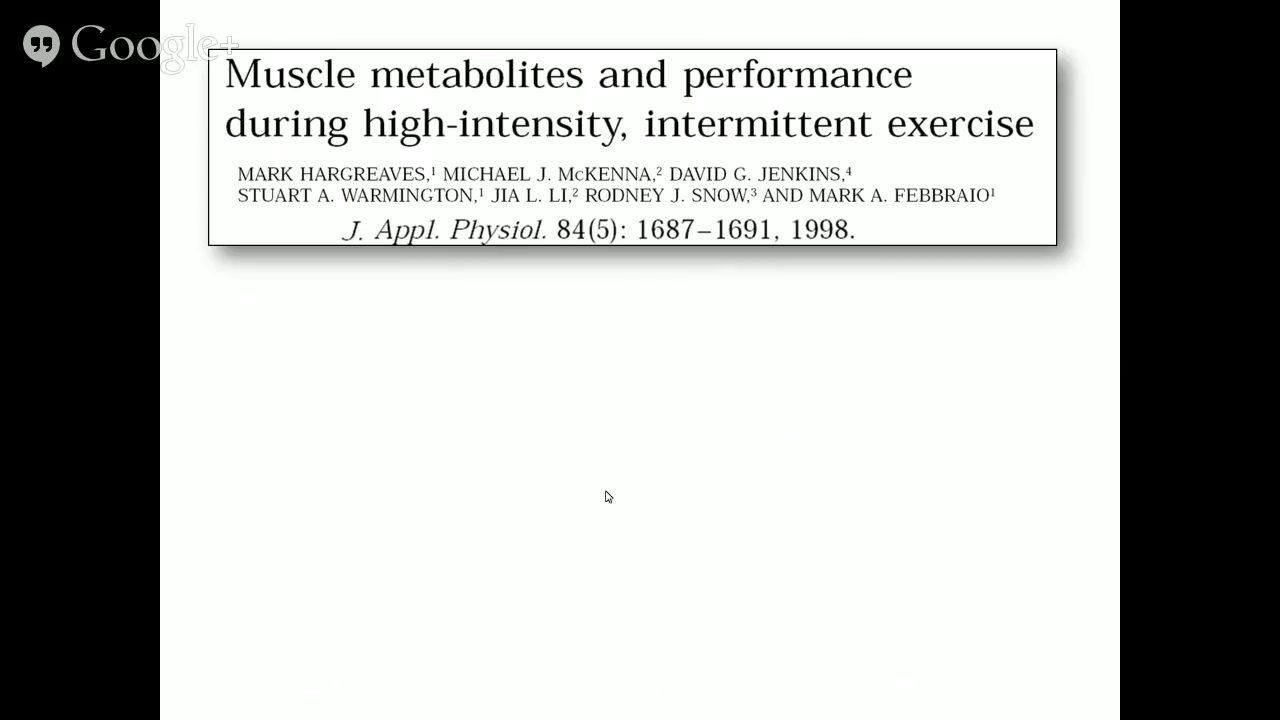 Google+
Muscle metabolites and performance
during high-intensity, intermittent exercise
MARK HARGREAVES,¹ MICHAEL J. McKENNA,² DAVID G. JENKINS,⁴
STUART A. WARMINGTON,¹ JIA L. LI,² RODNEY J. SNOW,³ AND MARK A. FEBBRAIO¹
J. Appl. Physiol. 84(5): 1687–1691, 1998.